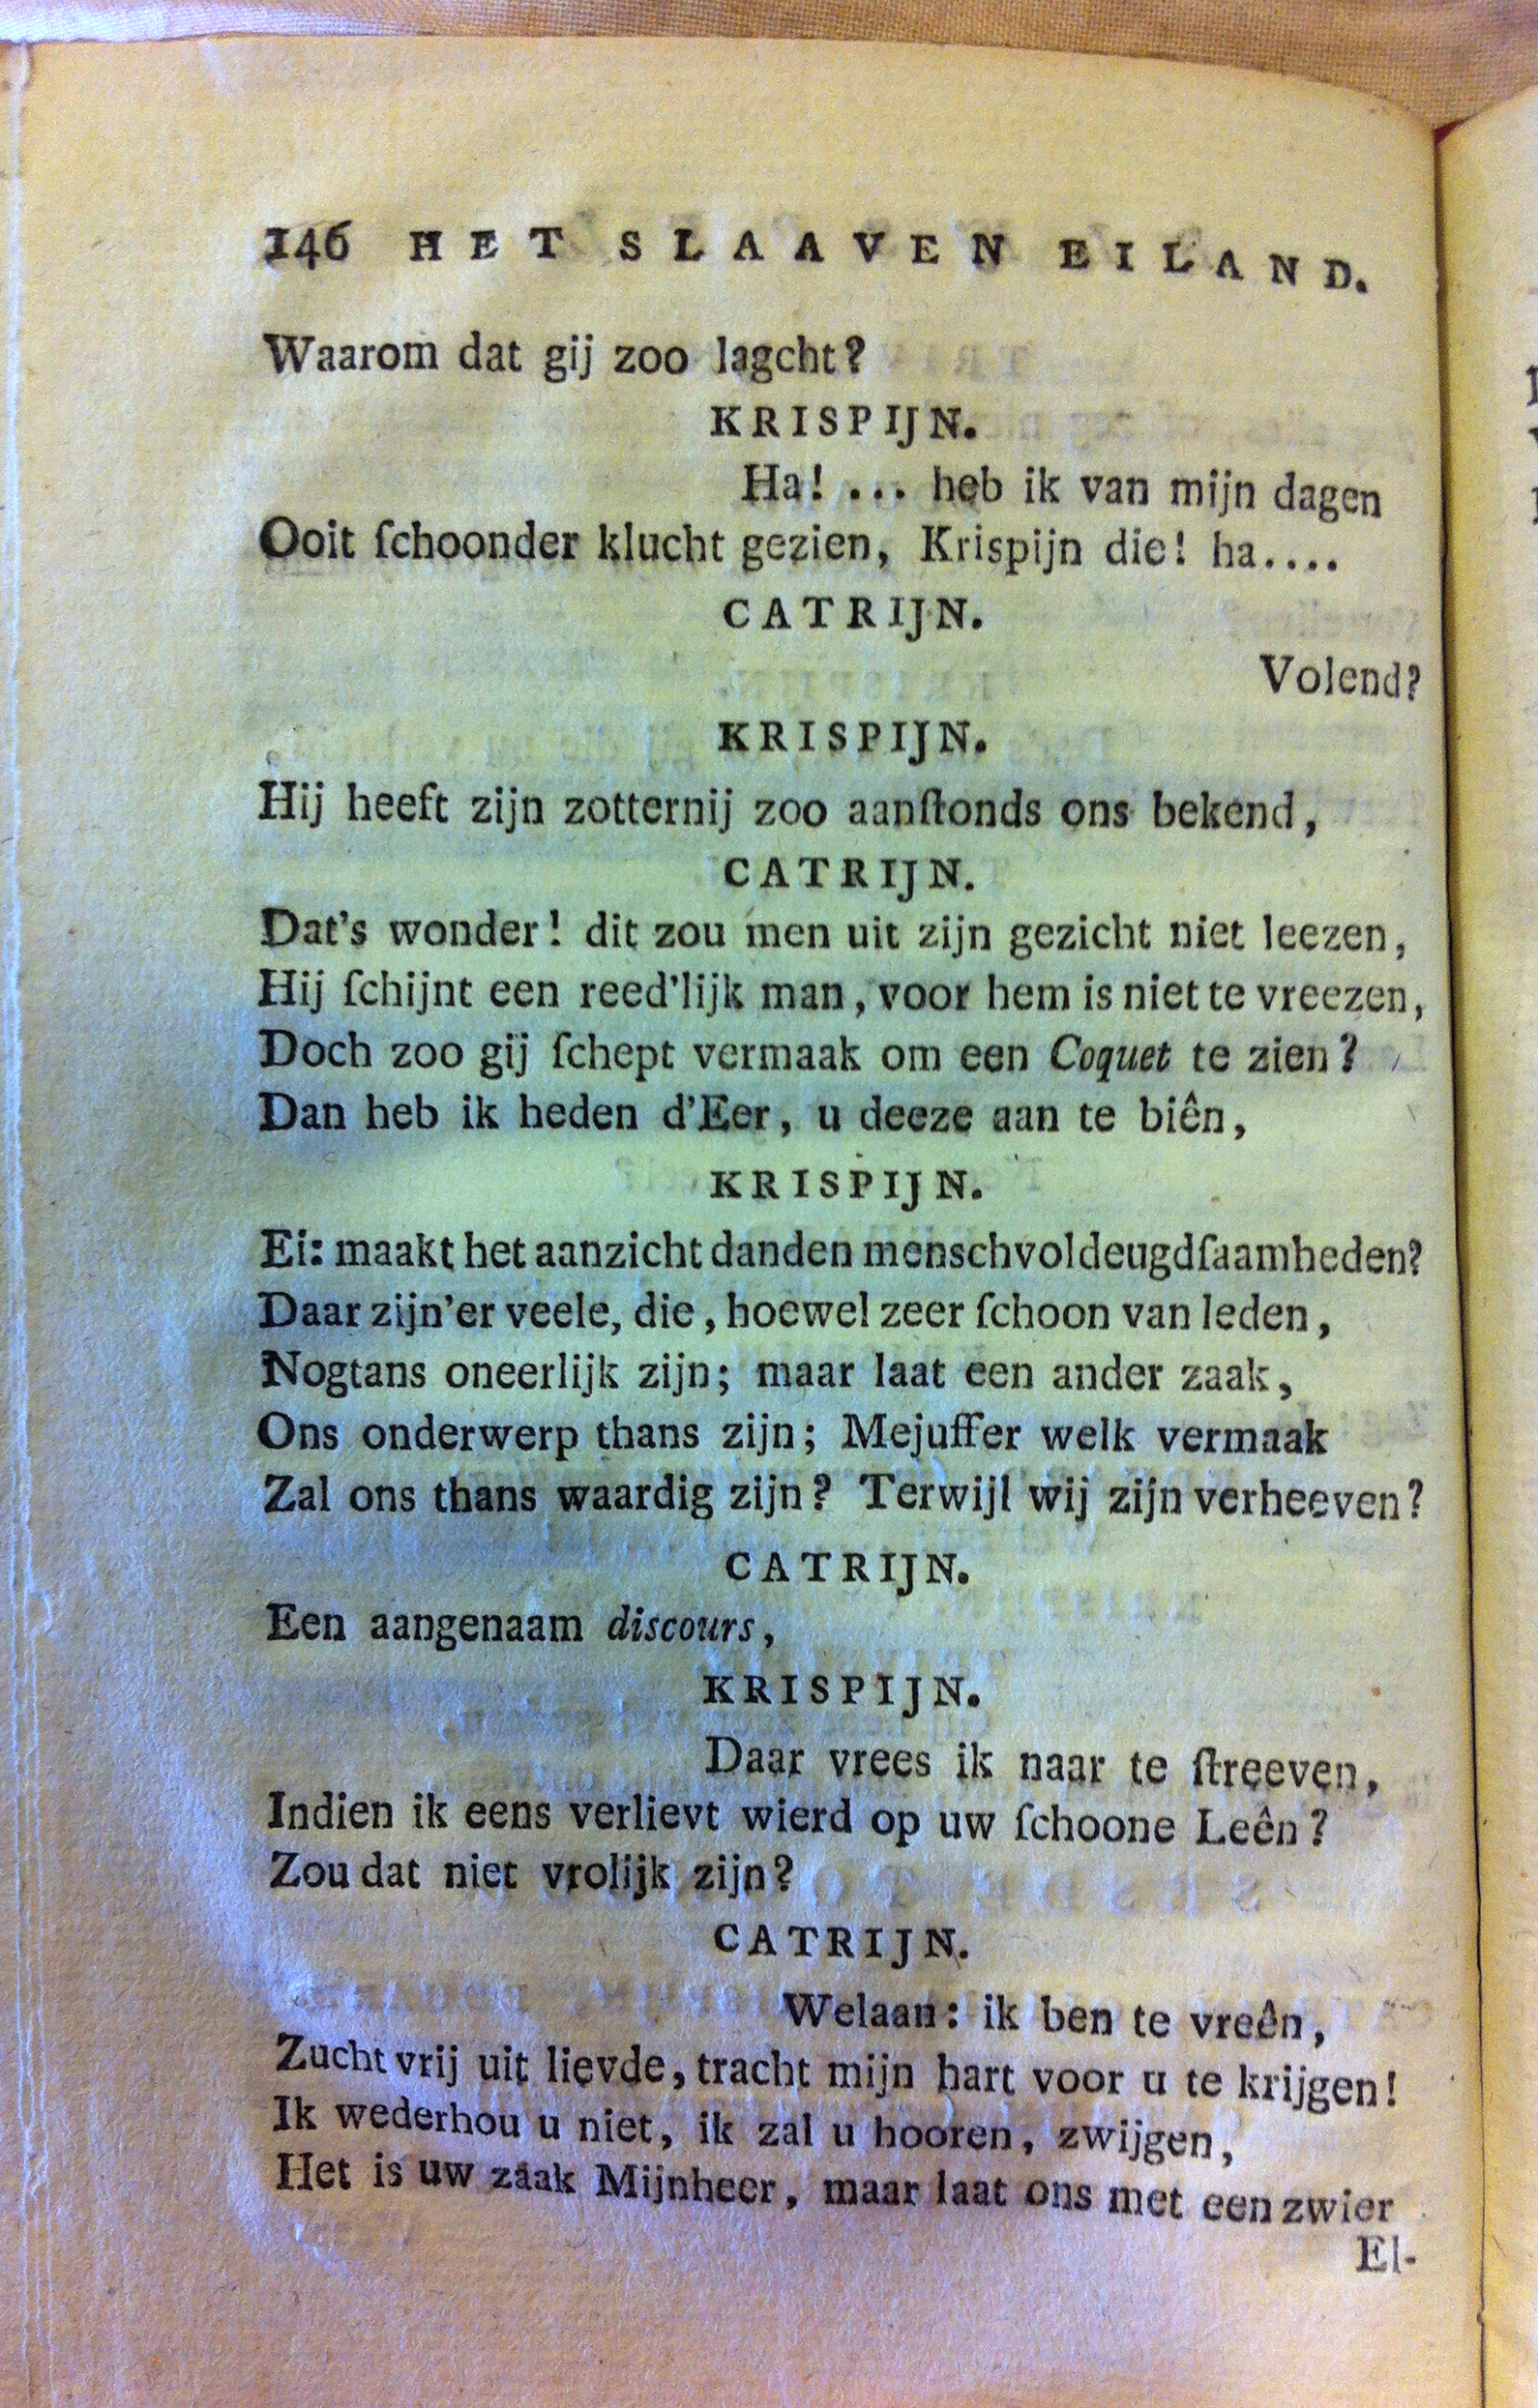 146 HET SLAAVEN EILAND.
Waarom dat gij zoo lagcht?
KRISPIJN.
Ha! ... heb ik van mijn dagen
Ooit ſchoonder klucht gezien, Krispijn die! ha....
CATRIJN.
Volend?
KRISPIJN.
Hij heeft zijn zotternij zoo aanſtonds ons bekend,
CATRIJN.
Dat's wonder! dit zou men uit zijn gezicht niet leezen,
Hij ſchijnt een reed'lijk man, voor hem is niet te vreezen,
Doch zoo gij ſchept vermaak om een Coquet te zien?
Dan heb ik heden d'Eer, u deeze aan te biên,
KRISPIJN.
Ei: maakt het aanzicht dan den mensch vol deugdſaamheden?
Daar zijn'er veele, die, hoewel zeer ſchoon van leden,
Nogtans oneerlijk zijn; maar laat een ander zaak,
Ons onderwerp thans zijn; Mejuffer welk vermaak
Zal ons thans waardig zijn? Terwijl wij zijn verheeven?
CATRIJN.
Een aangenaam discours,
KRISPIJN.
Daar vrees ik naar te ſtreeven,
Indien ik eens verlievt wierd op uw ſchoone Leên?
Zou dat niet vrolijk zijn?
CATRIJN.
Welaan: ik ben te vreên,
Zucht vrij uit lievde, tracht mijn hart voor u te krijgen!
Ik wederhou u niet, ik zal u hooren, zwijgen,
Het is uw zaak Mijnheer, maar laat ons met een zwier
El-